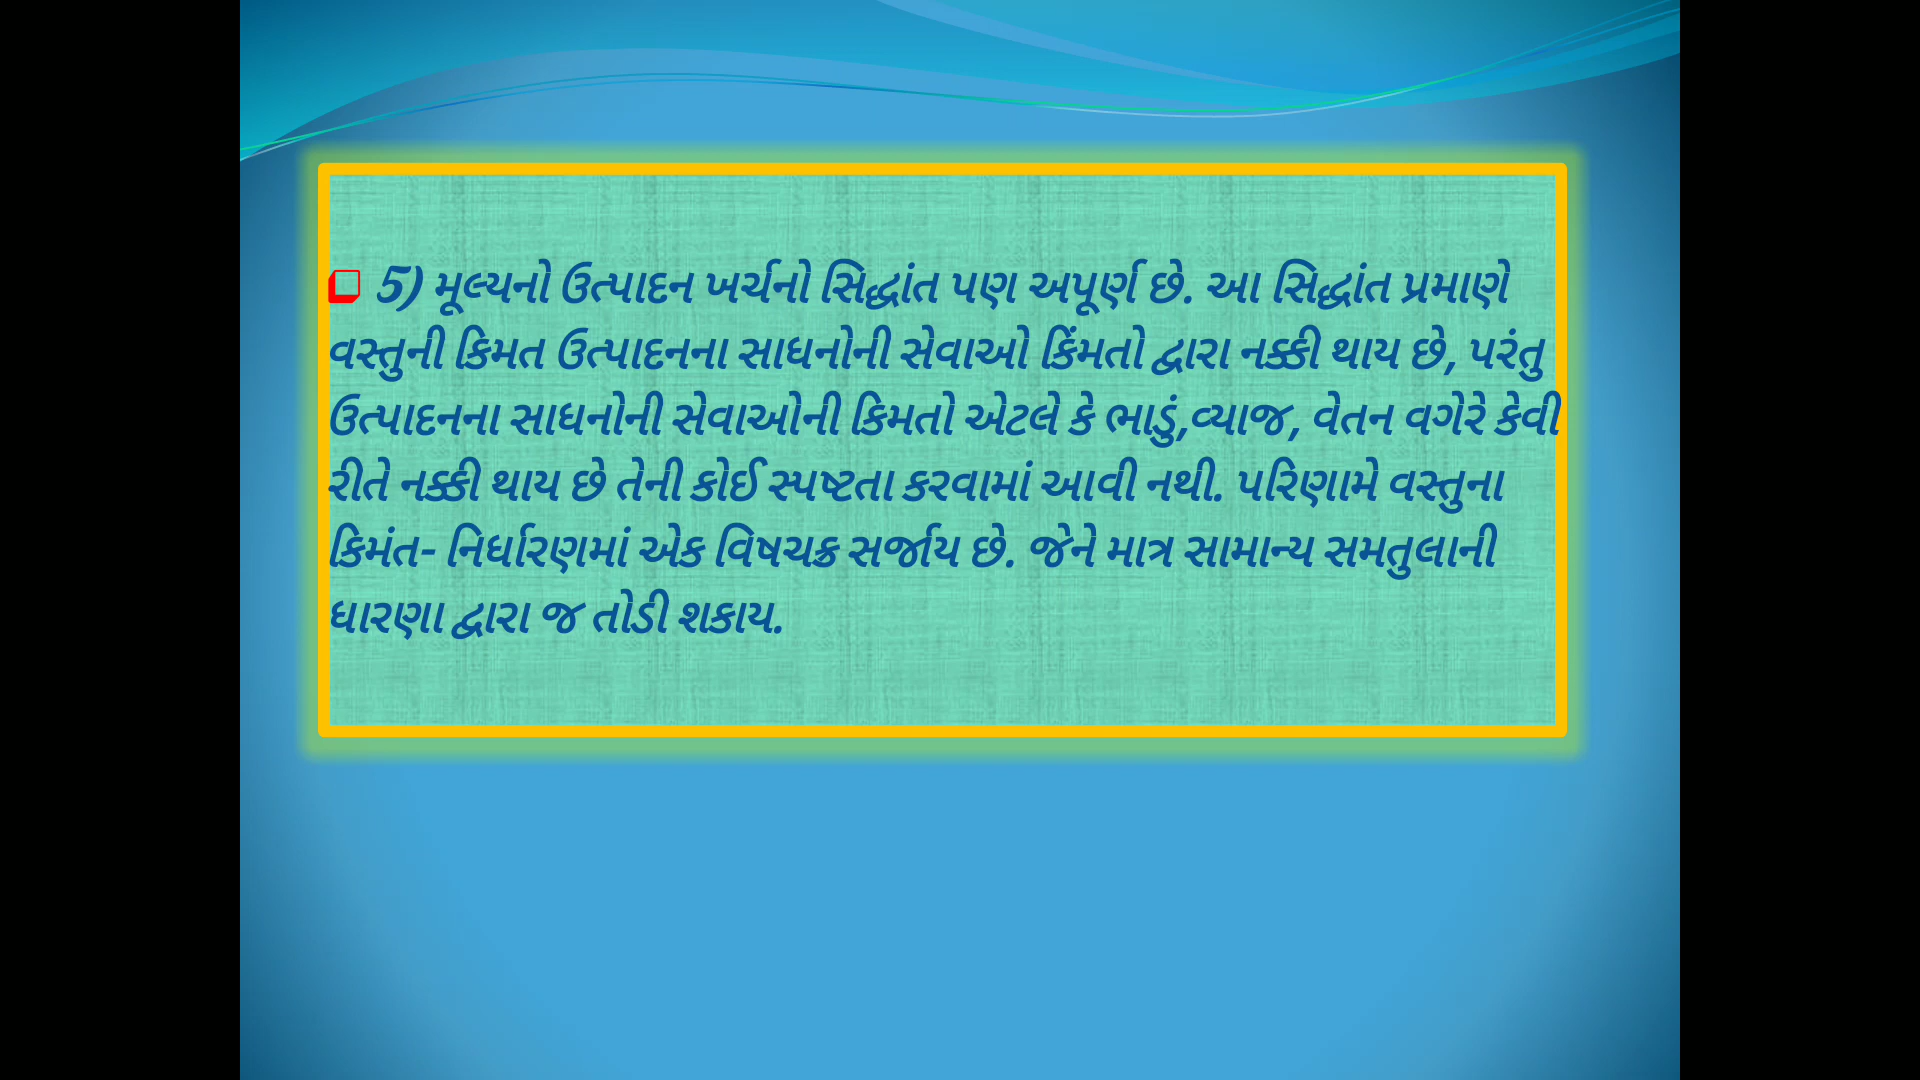 ❑ 5) મૂલ્યનો ઉત્પાદન ખર્ચનો સિદ્ધાંત પણ અપૂર્ણ છે. આ સિદ્ધાંત પ્રમાણે
વસ્તુની કિમત ઉત્પાદનના સાધનોની સેવાઓ કિંમતો દ્વારા નક્કી થાય છે, પરંતુ
ઉત્પાદનના સાધનોની સેવાઓની કિમતો એટલે કે ભાડું,વ્યાજ, વેતન વગેરે કેવી
રીતે નક્કી થાય છે તેની કોઈ સ્પષ્ટતા કરવામાં આવી નથી. પરિણામે વસ્તુના
કિમંત- નિર્ધારણમાં એક વિષચક્ર સર્જાય છે. જેને માત્ર સામાન્ય સમતુલાની
ધારણા દ્વારા જ તોડી શકાય.